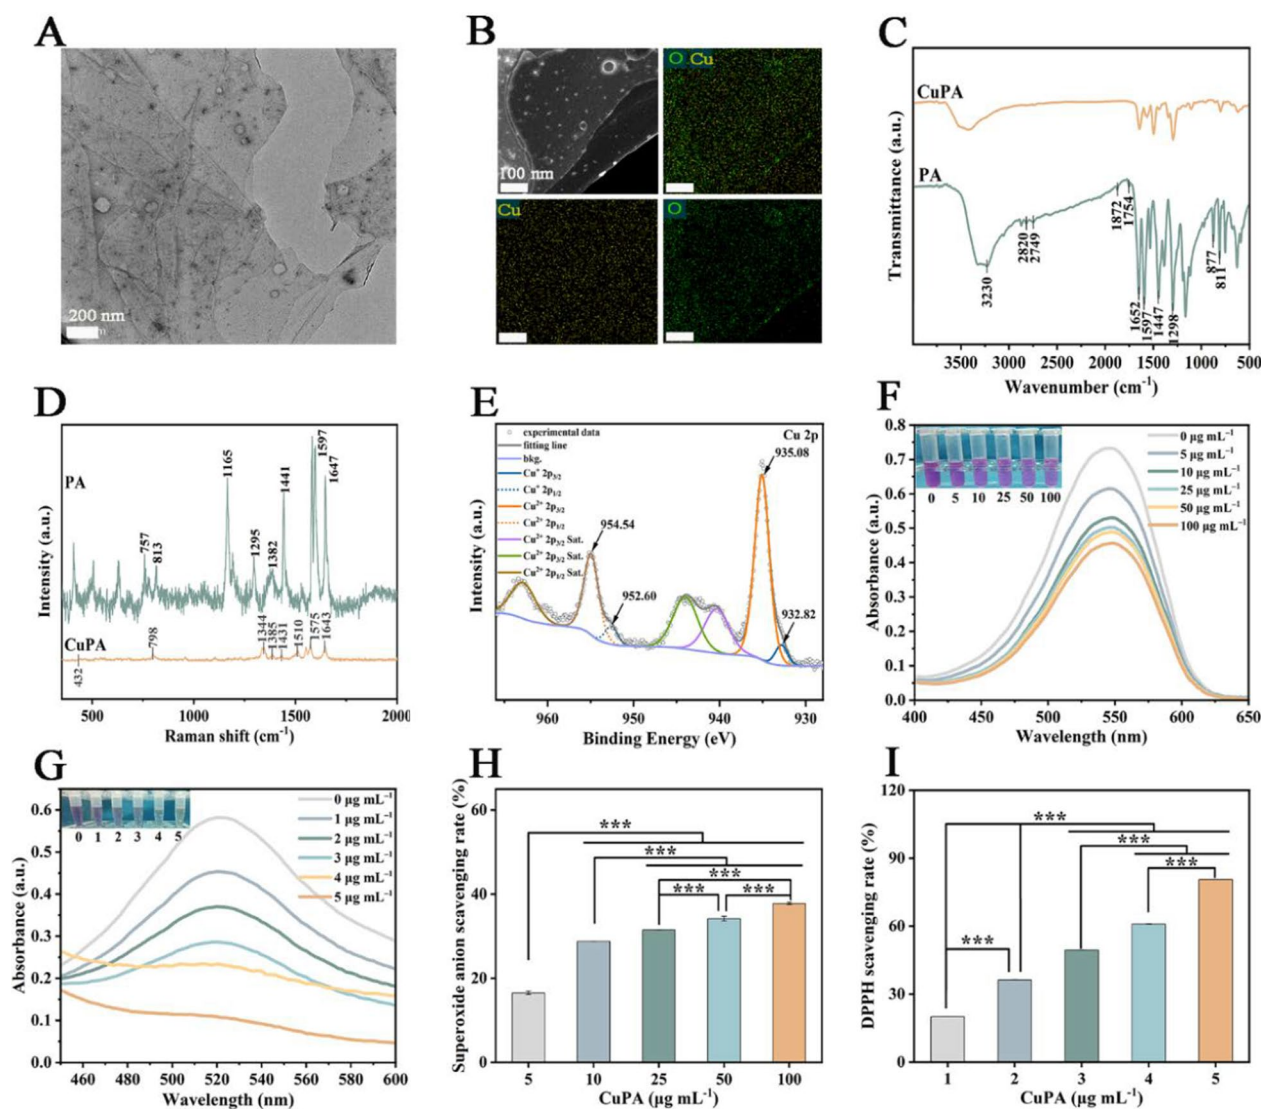 A
200 nm
B
100 nm
O Cu
Cu
O
C
CuPA
PA
3230
2820
2749
1872
1754
1652
1597
1447
1298
877
811
Transmittance (a.u.)
3500 3000 2500 2000 1500 1000 500
Wavenumber (cm⁻¹)
D
PA
757
813
1165
1295
1382
1441
1597
1647
CuPA
432
798
1344
1385
1431
1510
1575
1643
Intensity (a.u.)
500 1000 1500 2000
Raman shift (cm⁻¹)
E
Cu 2p
experimental data
fitting line
bkg.
Cu⁺ 2p3/2
Cu⁺ 2p1/2
Cu²⁺ 2p3/2
Cu²⁺ 2p1/2
Cu²⁺ 2p3/2 Sat.
Cu²⁺ 2p3/2 Sat.
Cu²⁺ 2p1/2 Sat.
954.54
952.60
935.08
932.82
Intensity (a.u.)
960 950 940 930
Binding Energy (eV)
F
0 5 10 25 50 100
0 μg mL⁻¹
5 μg mL⁻¹
10 μg mL⁻¹
25 μg mL⁻¹
50 μg mL⁻¹
100 μg mL⁻¹
Absorbance (a.u.)
0.8
0.7
0.6
0.5
0.4
0.3
0.2
0.1
0.0
400 450 500 550 600 650
Wavelength (nm)
G
0 1 2 3 4 5
0 μg mL⁻¹
1 μg mL⁻¹
2 μg mL⁻¹
3 μg mL⁻¹
4 μg mL⁻¹
5 μg mL⁻¹
Absorbance (a.u.)
0.6
0.5
0.4
0.3
0.2
0.1
0.0
460 480 500 520 540 560 580 600
Wavelength (nm)
H
Superoxide anion scavenging rate (%)
60
40
20
0
***
***
***
*** ***
5 10 25 50 100
CuPA (μg mL⁻¹)
I
DPPH scavenging rate (%)
120
90
60
30
0
***
***
***
***
1 2 3 4 5
CuPA (μg mL⁻¹)